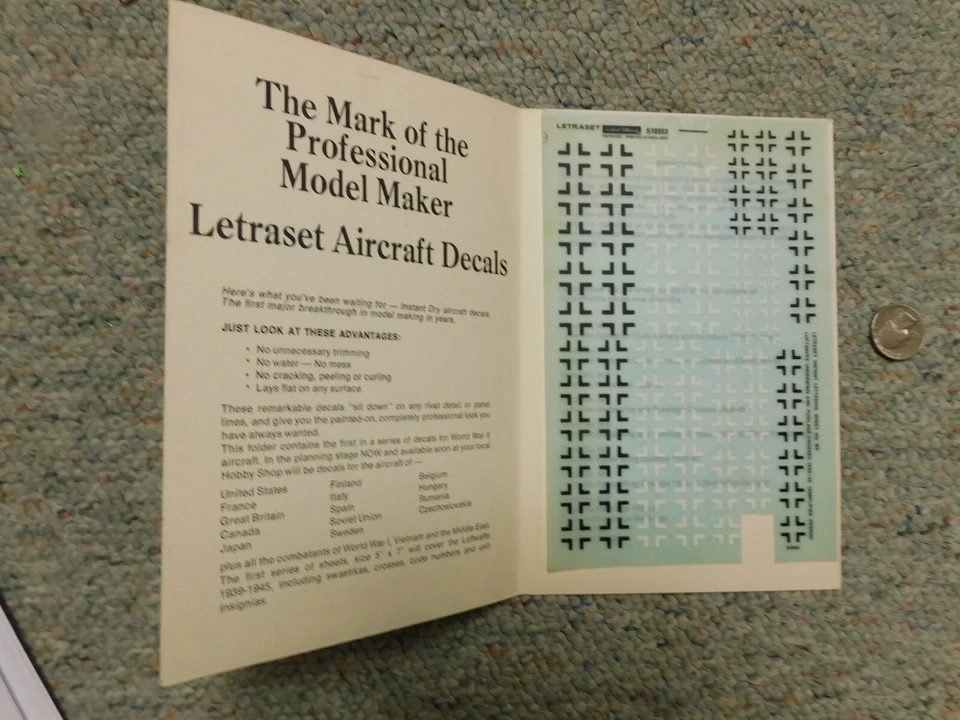 The Mark of the
Professional
Model Maker
Letraset Aircraft Decals
Here's what you've been waiting for — Instant Dry aircraft decals.
The first major breakthrough in model making in years.
JUST LOOK AT THESE ADVANTAGES:
• No unnecessary trimming
• No water — No mess
• No cracking, peeling or curling
• Lays flat on any surface
These remarkable decals "sit down" on any rivet detail or panel
lines, and give you the painted-on, completely professional look you
have always wanted.
This folder contains the first in a series of decals for World War II
aircraft. In the planning stage NOW and available soon at your local
Hobby Shop will be decals for the aircraft of —
United States Finland Belgium
France Italy Hungary
Great Britain Spain Rumania
Canada Soviet Union Czechoslovakia
Japan Sweden
plus all the combatants of World War I, Vietnam and the Middle East.
The first series of sheets, size 5" x 7" will cover the Luftwaffe
1939-1945, including swastikas, crosses, code numbers and unit
insignias.
LETRASET